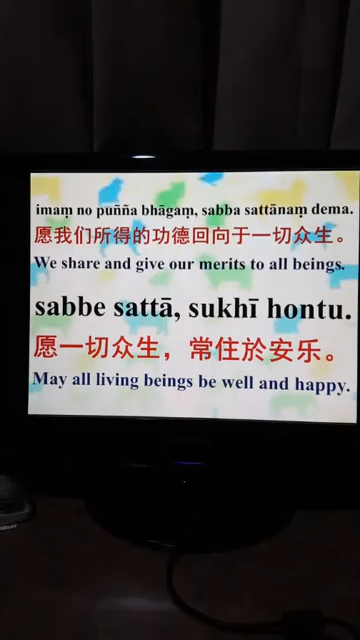 imaṃ no puñña bhāgaṃ, sabba sattānaṃ dema.
愿我们所得的功德回向于一切众生。
We share and give our merits to all beings.
sabbe sattā, sukhī hontu.
愿一切众生，常住於安乐。
May all living beings be well and happy.